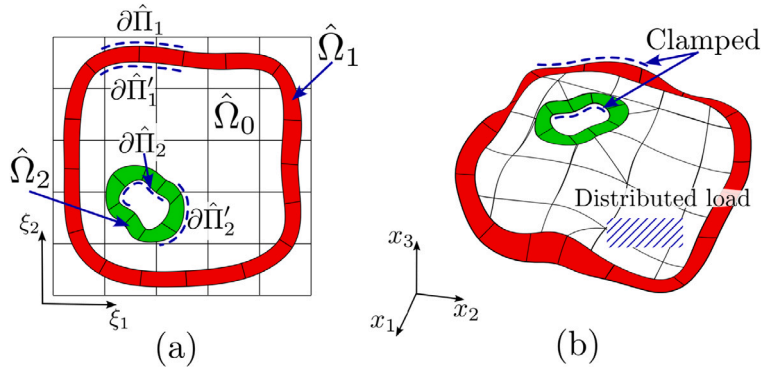 ∂Π̂₁
Ω̂₁
∂Π̂′₁
Ω̂₀
∂Π̂₂
Ω̂₂
∂Π̂′₂
ξ₂
ξ₁
(a)
Clamped
Distributed load
x₃
x₂
x₁
(b)